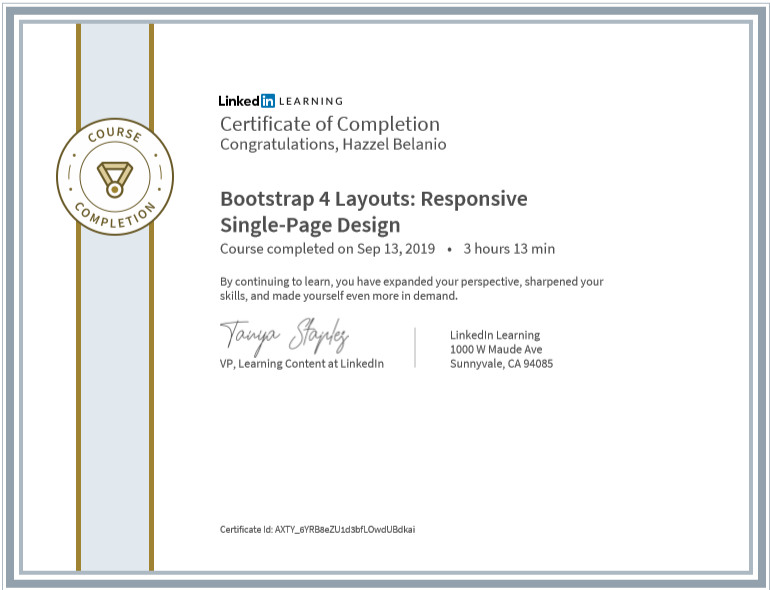 LinkedIn LEARNING
Certificate of Completion
Congratulations, Hazzel Belanio
COURSE
COMPLETION
Bootstrap 4 Layouts: Responsive
Single-Page Design
Course completed on Sep 13, 2019 • 3 hours 13 min
By continuing to learn, you have expanded your perspective, sharpened your
skills, and made yourself even more in demand.
Tanya Staples
VP, Learning Content at LinkedIn
LinkedIn Learning
1000 W Maude Ave
Sunnyvale, CA 94085
Certificate Id: AXTY_6YRB8eZU1d3bfLOwdUBdkai